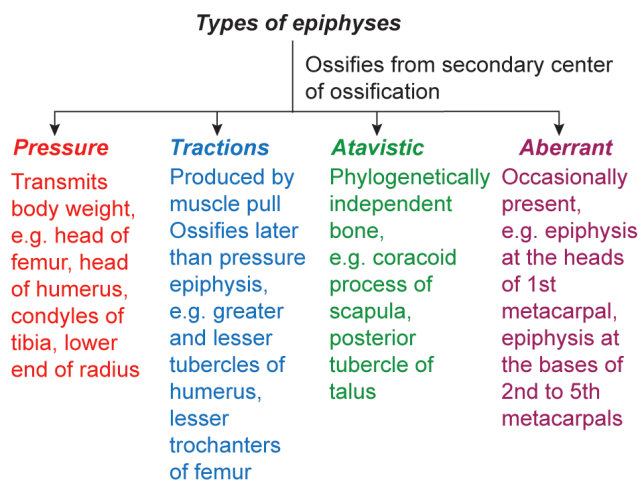 Types of epiphyses
Ossifies from secondary center
of ossification
Pressure
Transmits
body weight,
e.g. head of
femur, head
of humerus,
condyles of
tibia, lower
end of radius
Tractions
Produced by
muscle pull
Ossifies later
than pressure
epiphysis,
e.g. greater
and lesser
tubercles of
humerus,
lesser
trochanters
of femur
Atavistic
Phylogenetically
independent
bone,
e.g. coracoid
process of
scapula,
posterior
tubercle of
talus
Aberrant
Occasionally
present,
e.g. epiphysis
at the heads
of 1st
metacarpal,
epiphysis at
the bases of
2nd to 5th
metacarpals